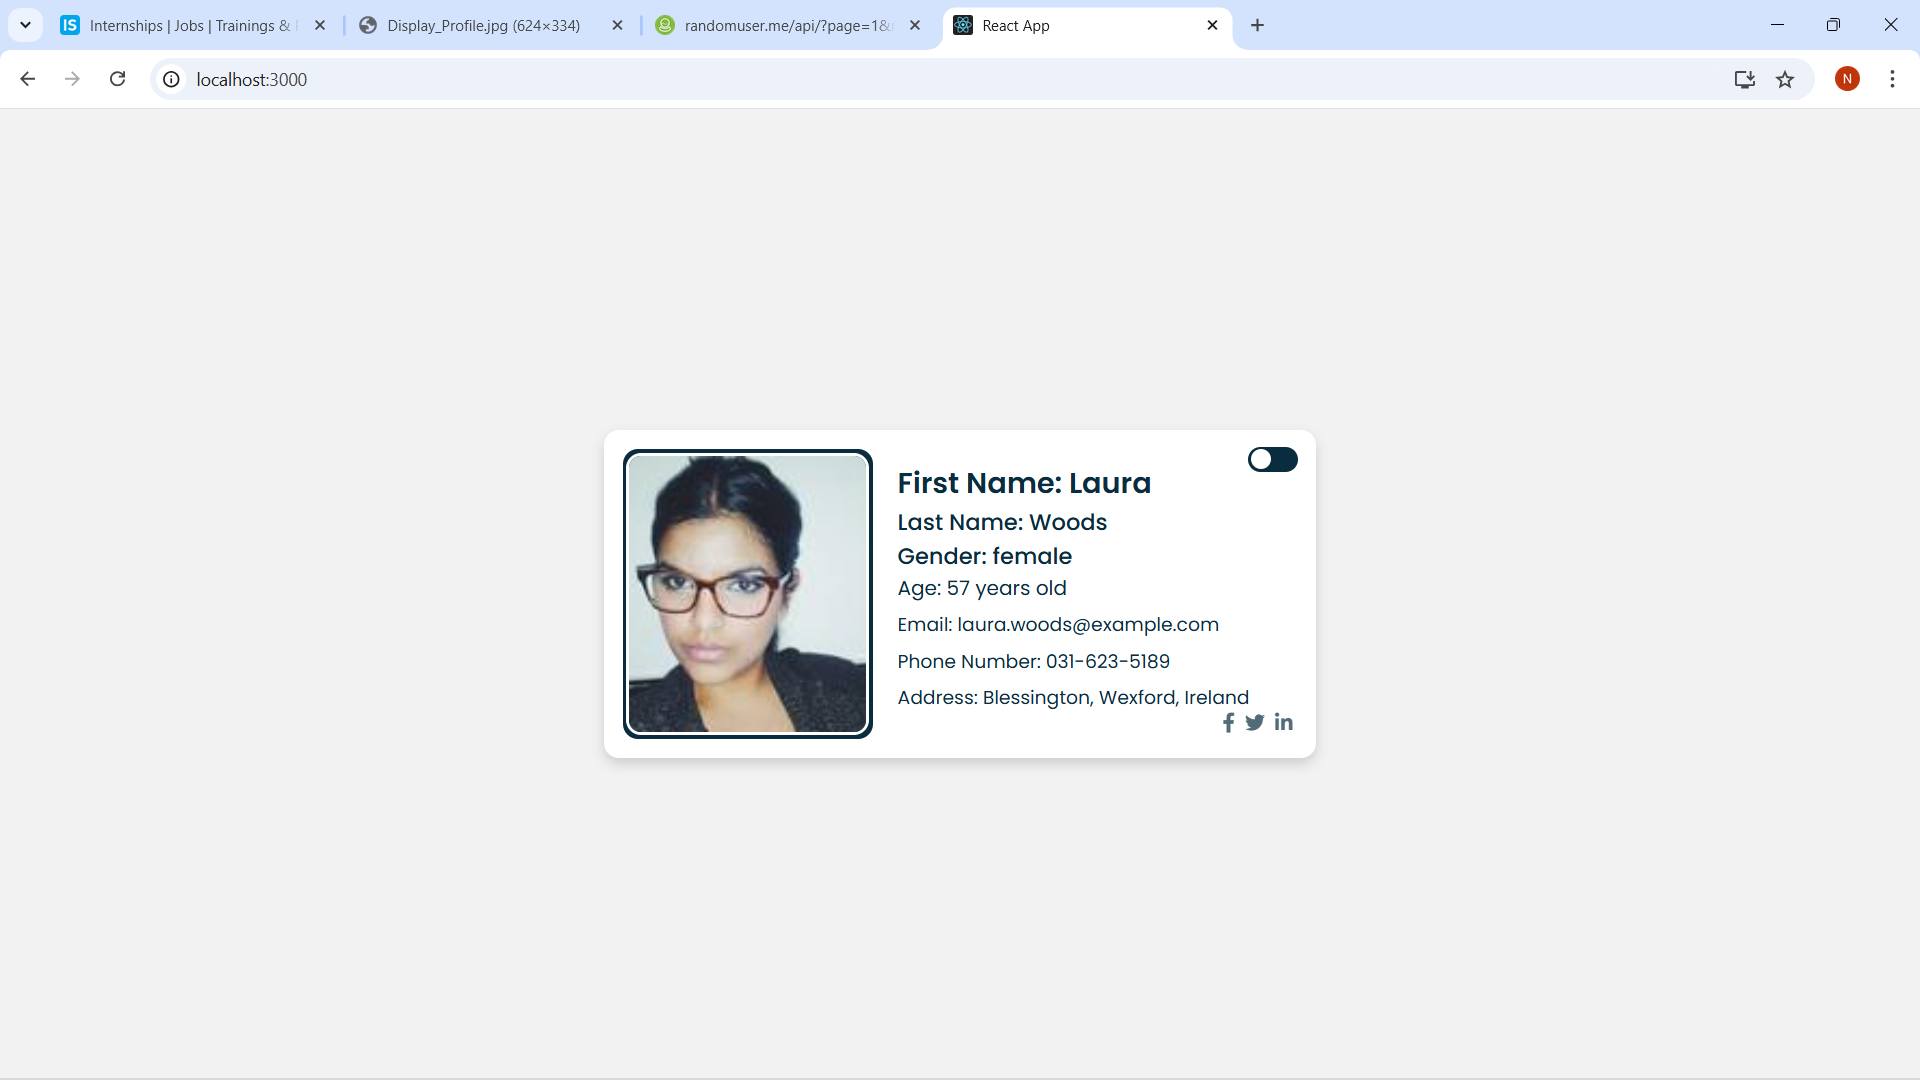 IS Internships | Jobs | Trainings &
Display_Profile.jpg (624×334)
randomuser.me/api/?page=1&
React App
localhost:3000
N
First Name: Laura
Last Name: Woods
Gender: female
Age: 57 years old
Email: laura.woods@example.com
Phone Number: 031-623-5189
Address: Blessington, Wexford, Ireland